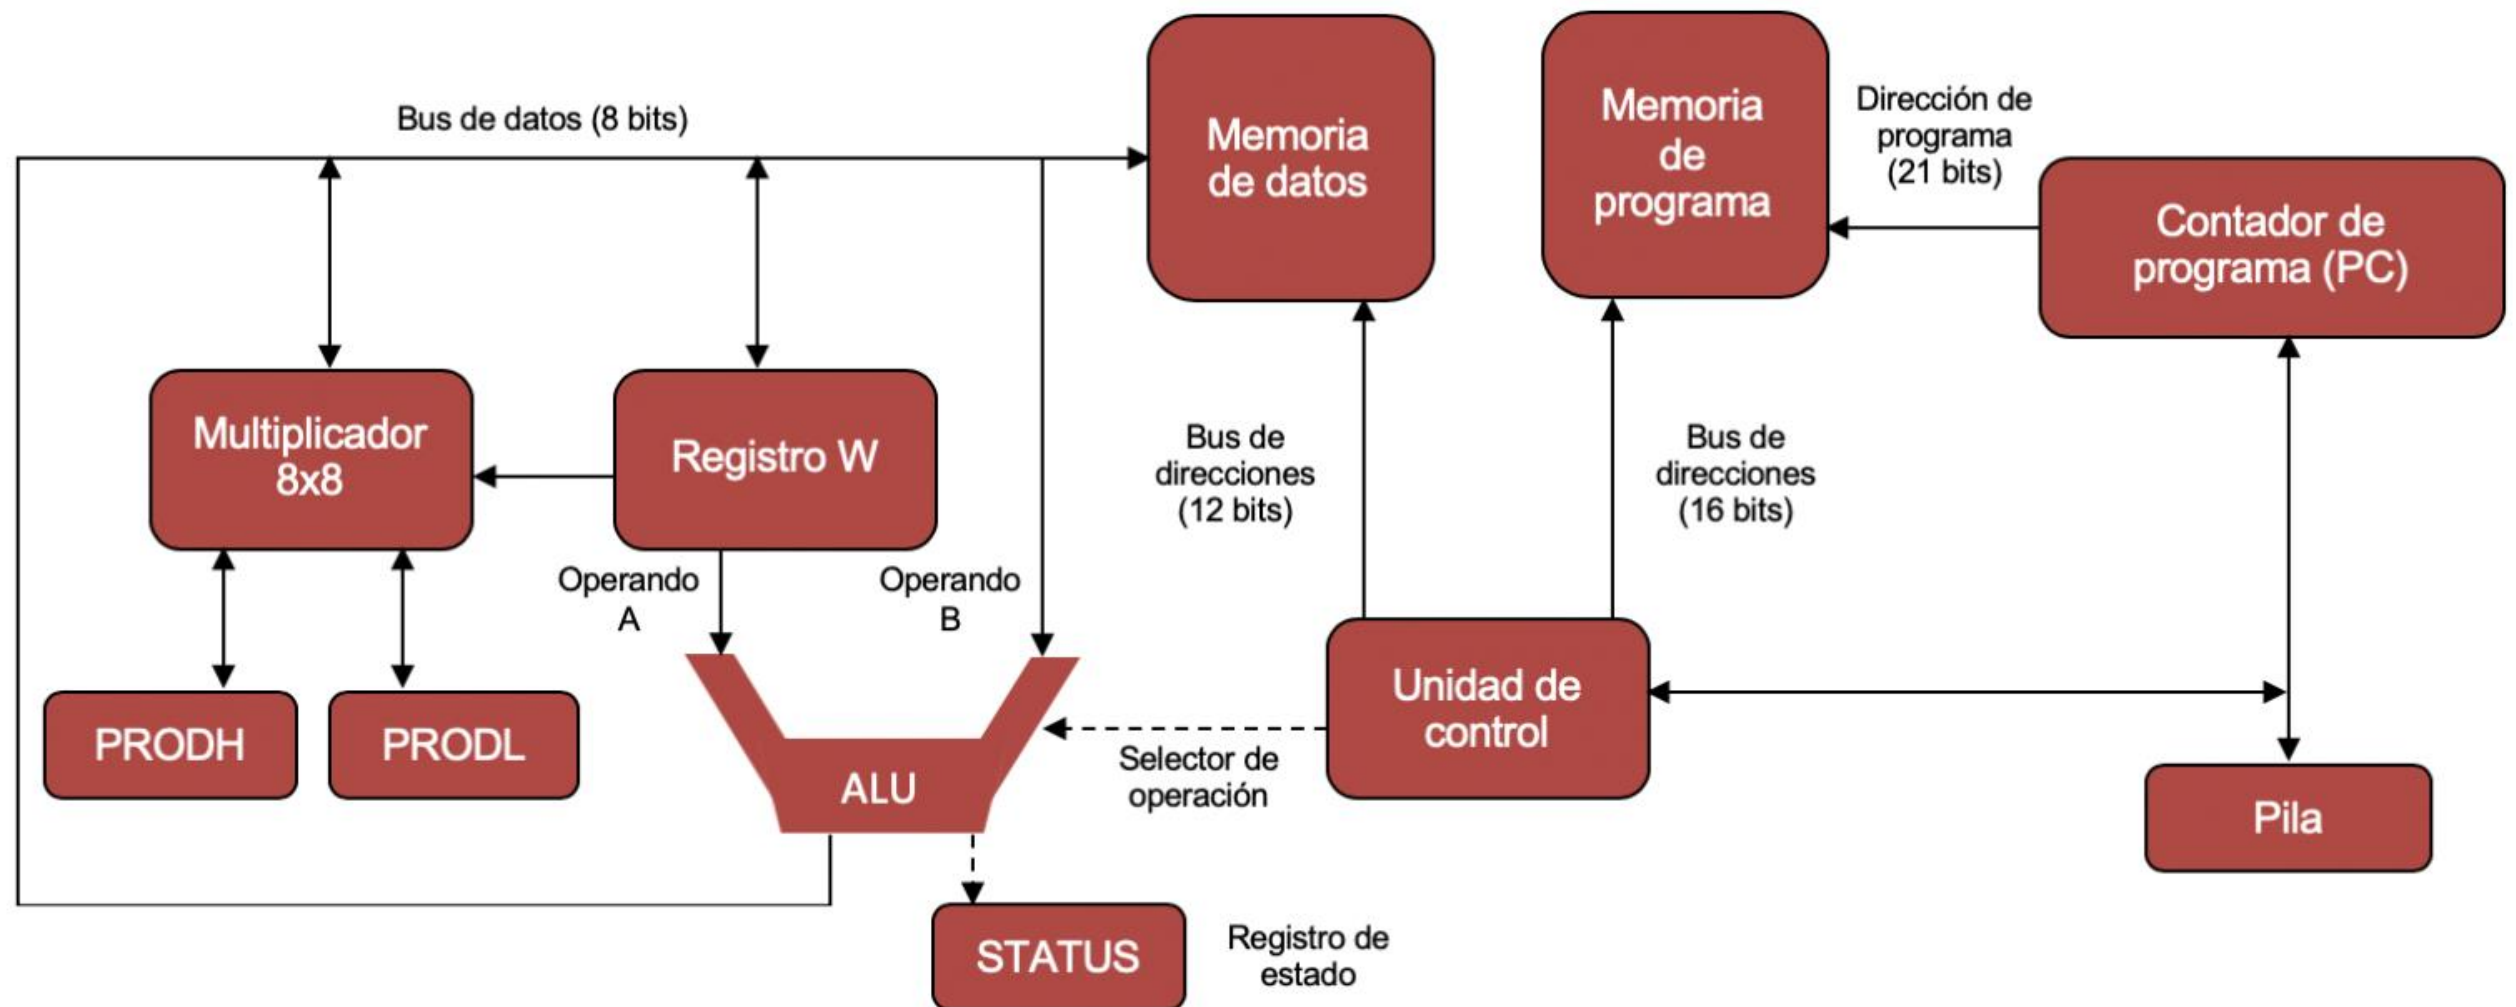 Bus de datos (8 bits)
Memoria
de datos
Memoria
de
programa
Dirección de
programa
(21 bits)
Contador de
programa (PC)
Multiplicador
8x8
Registro W
Bus de
direcciones
(12 bits)
Bus de
direcciones
(16 bits)
Operando
A
Operando
B
PRODH
PRODL
ALU
Selector de
operación
Unidad de
control
Pila
STATUS
Registro de
estado